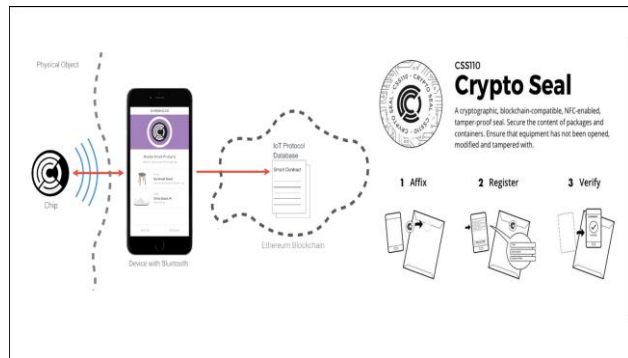 Physical Object
Chip
Device with Bluetooth
IoT Protocol
Database
Smart Contract
Ethereum Blockchain
CSS110
Crypto Seal
A cryptographic, blockchain-compatible, NFC-enabled,
tamper-proof seal. Secure the content of packages and
containers. Ensure that equipment has not been opened,
modified and tampered with.
1 Affix
2 Register
3 Verify